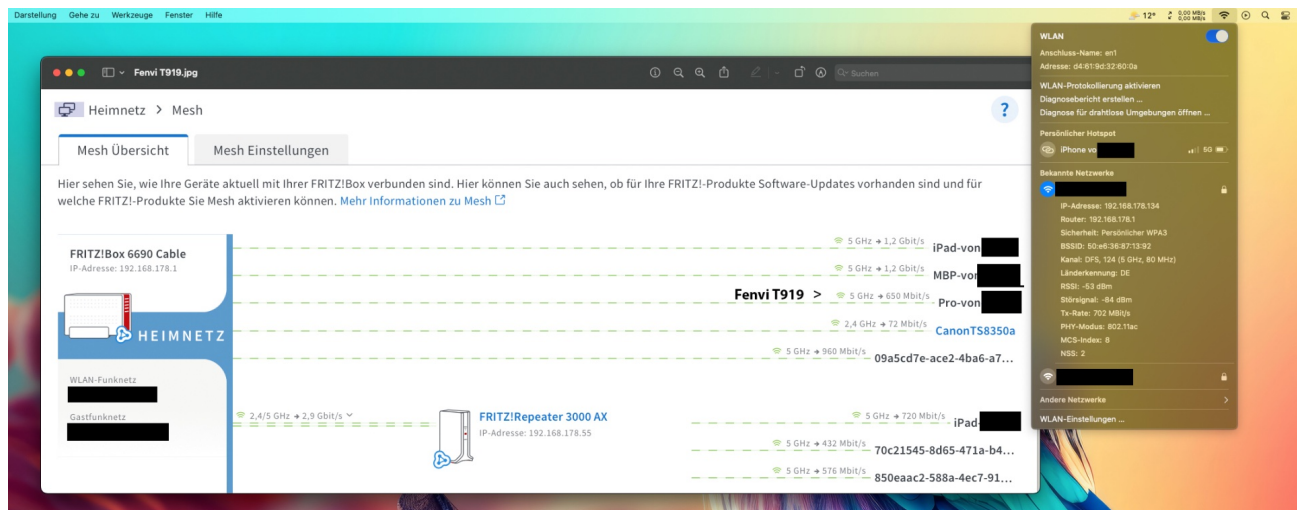 Darstellung Gehe zu Werkzeuge Fenster Hilfe
12°
0,00 MB/s
0,00 MB/s
Fenvi T919.jpg
Suchen
Heimnetz > Mesh
?
Mesh Übersicht
Mesh Einstellungen
Hier sehen Sie, wie Ihre Geräte aktuell mit Ihrer FRITZ!Box verbunden sind. Hier können Sie auch sehen, ob für Ihre FRITZ!-Produkte Software-Updates vorhanden sind und für
welche FRITZ!-Produkte Sie Mesh aktivieren können. Mehr Informationen zu Mesh
FRITZ!Box 6690 Cable
IP-Adresse: 192.168.178.1
HEIMNETZ
WLAN-Funknetz
Gastfunknetz
5 GHz → 1,2 Gbit/s
iPad-von
5 GHz → 1,2 Gbit/s
MBP-vor
Fenvi T919 >
5 GHz → 650 Mbit/s
Pro-von
2,4 GHz → 72 Mbit/s
CanonTS8350a
5 GHz → 960 Mbit/s
09a5cd7e-ace2-4ba6-a7...
2,4/5 GHz → 2,9 Gbit/s
FRITZ!Repeater 3000 AX
IP-Adresse: 192.168.178.55
5 GHz → 720 Mbit/s
iPad-
5 GHz → 432 Mbit/s
70c21545-8d65-471a-b4...
5 GHz → 576 Mbit/s
850eaac2-588a-4ec7-91...
WLAN
Anschluss-Name: en1
Adresse: d4:61:9d:32:60:0a
WLAN-Protokollierung aktivieren
Diagnosebericht erstellen ...
Diagnose für drahtlose Umgebungen öffnen ...
Persönlicher Hotspot
iPhone vo
5G
Bekannte Netzwerke
IP-Adresse: 192.168.178.134
Router: 192.168.178.1
Sicherheit: Persönlicher WPA3
BSSID: 50:e6:36:87:13:92
Kanal: DFS, 124 (5 GHz, 80 MHz)
Länderkennung: DE
RSSI: -53 dBm
Störsignal: -84 dBm
Tx-Rate: 702 MBit/s
PHY-Modus: 802.11ac
MCS-Index: 8
NSS: 2
Andere Netzwerke
WLAN-Einstellungen ...